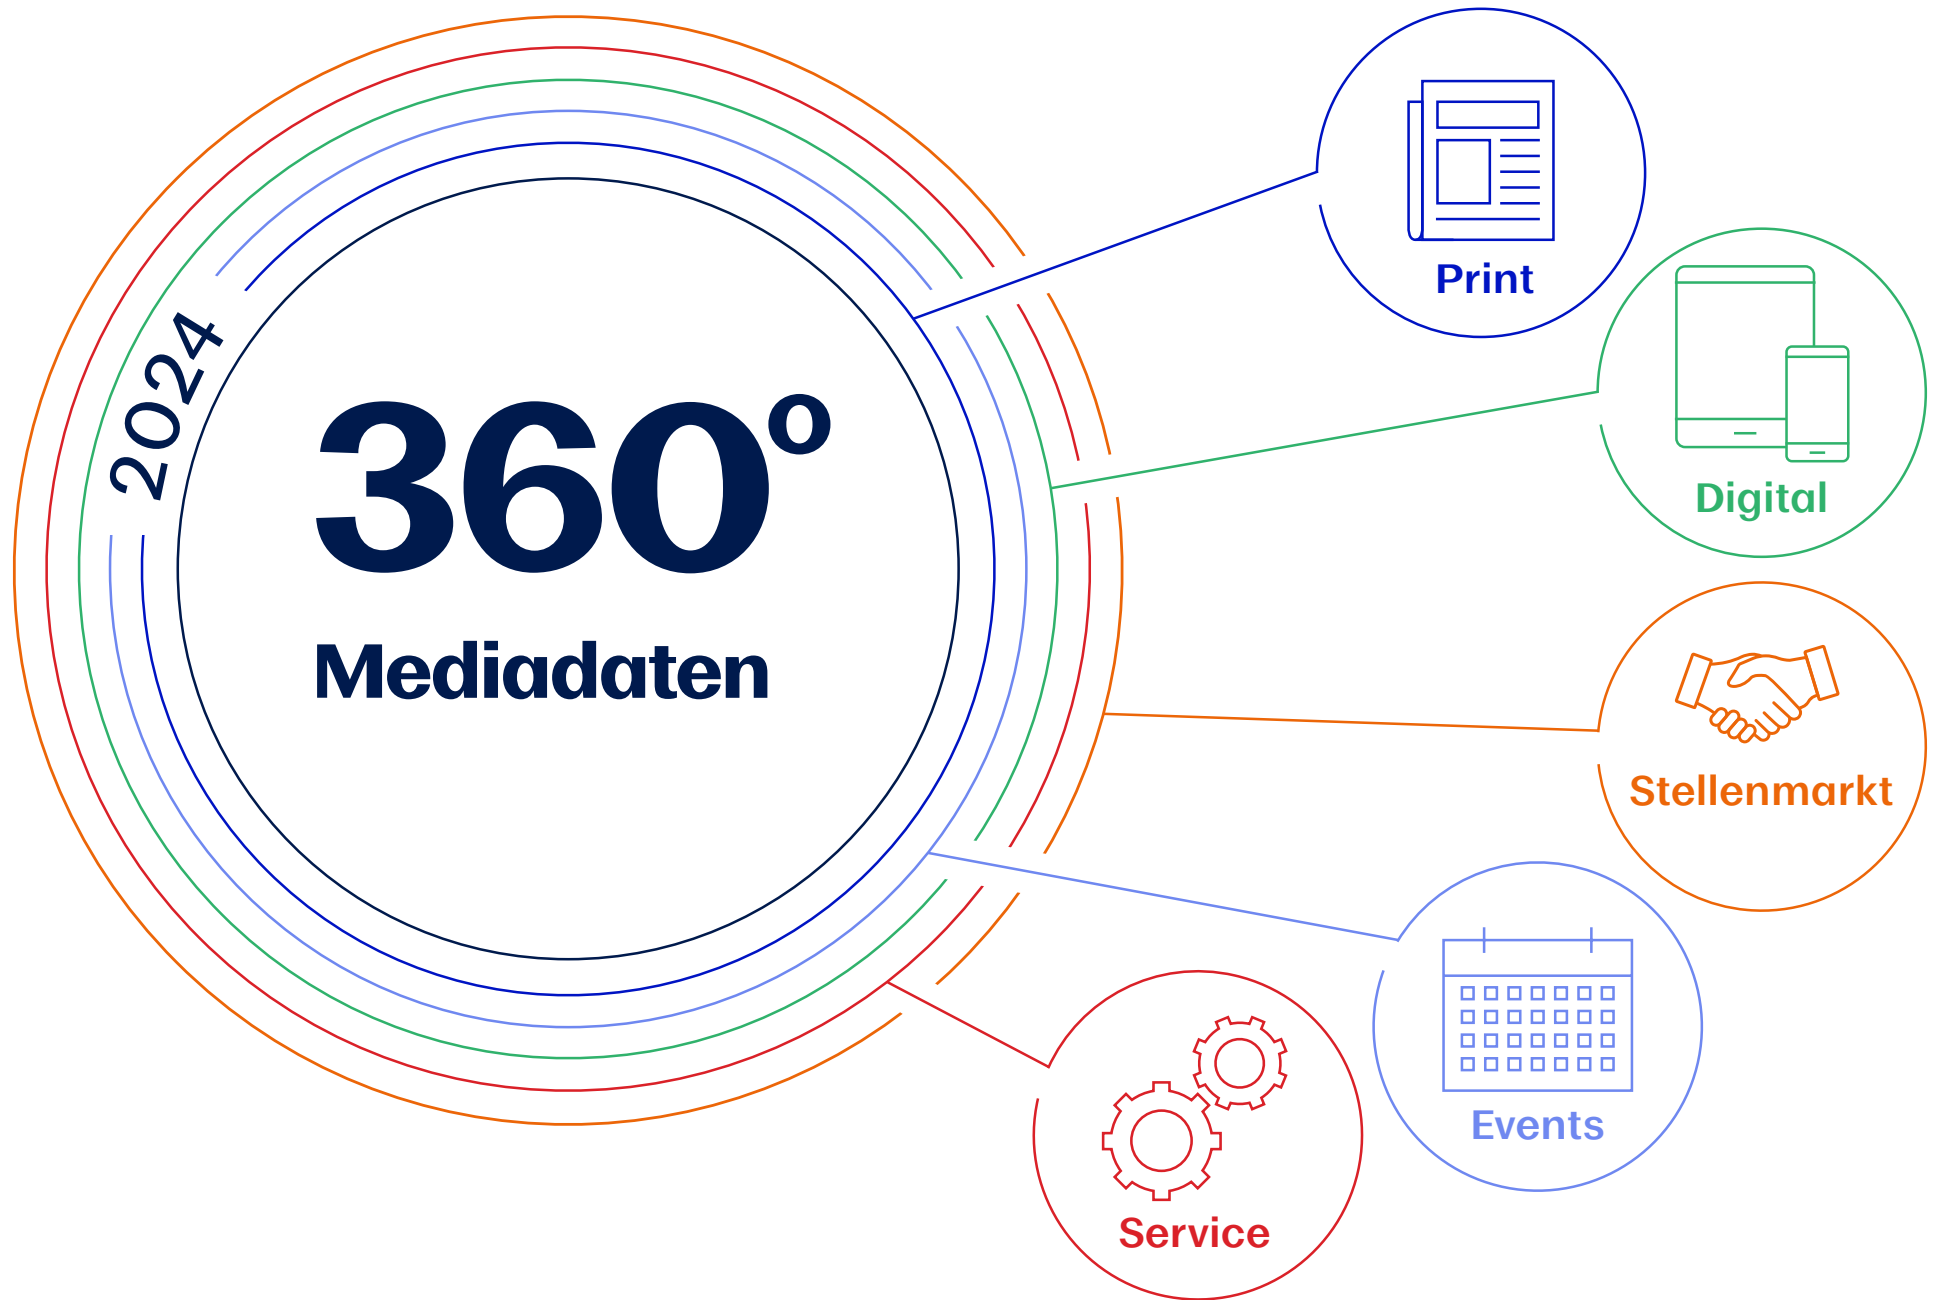 2024
360°
Mediadaten
Print
Digital
Stellenmarkt
Events
Service